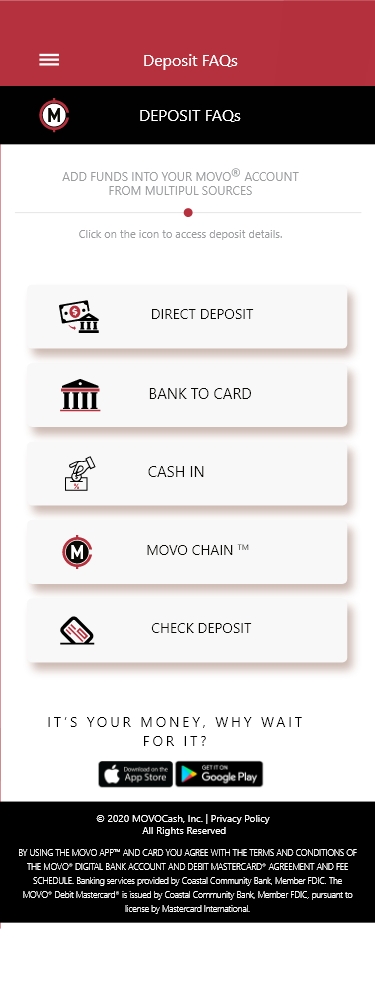 Deposit FAQs
M
DEPOSIT FAQs
ADD FUNDS INTO YOUR MOVO® ACCOUNT
FROM MULTIPUL SOURCES
Click on the icon to access deposit details.
$
DIRECT DEPOSIT
BANK TO CARD
%
CASH IN
M
MOVO CHAIN ™
CHECK DEPOSIT
IT'S YOUR MONEY, WHY WAIT
FOR IT?
Download on the
App Store
GET IT ON
Google Play
© 2020 MOVOCash, Inc. | Privacy Policy
All Rights Reserved
BY USING THE MOVO APP™ AND CARD YOU AGREE WITH THE TERMS AND CONDITIONS OF
THE MOVO® DIGITAL BANK ACCOUNT AND DEBIT MASTERCARD® AGREEMENT AND FEE
SCHEDULE. Banking services provided by Coastal Community Bank, Member FDIC. The
MOVO® Debit Mastercard® is issued by Coastal Community Bank, Member FDIC, pursuant to
license by Mastercard International.